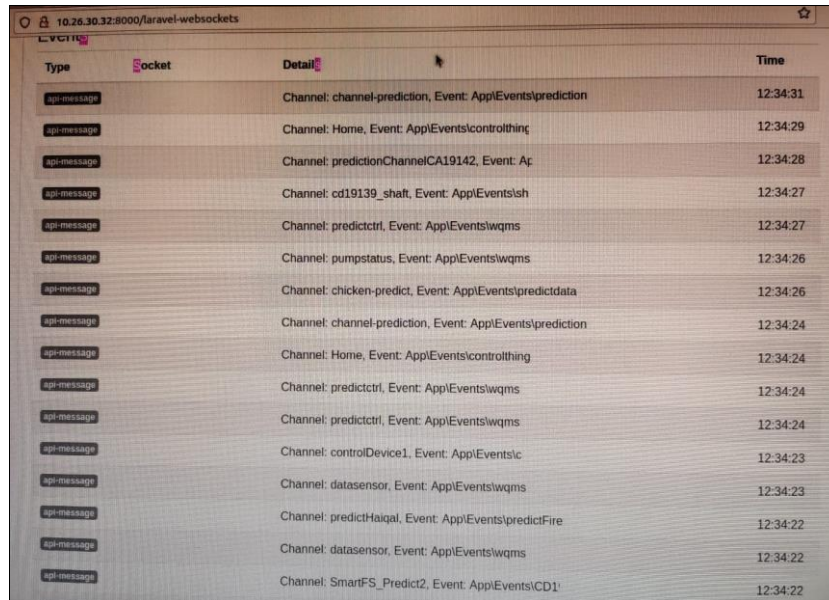 10.26.30.32:8000/laravel-websockets
Events
Type Socket Details Time
api-message Channel: channel-prediction, Event: App\Events\prediction 12:34:31
api-message Channel: Home, Event: App\Events\controlthing 12:34:29
api-message Channel: predictionChannelCA19142, Event: Ap 12:34:28
api-message Channel: cd19139_shaft, Event: App\Events\sh 12:34:27
api-message Channel: predictctrl, Event: App\Events\wqms 12:34:27
api-message Channel: pumpstatus, Event: App\Events\wqms 12:34:26
api-message Channel: chicken-predict, Event: App\Events\predictdata 12:34:26
api-message Channel: channel-prediction, Event: App\Events\prediction 12:34:24
api-message Channel: Home, Event: App\Events\controlthing 12:34:24
api-message Channel: predictctrl, Event: App\Events\wqms 12:34:24
api-message Channel: predictctrl, Event: App\Events\wqms 12:34:24
api-message Channel: controlDevice1, Event: App\Events\c 12:34:23
api-message Channel: datasensor, Event: App\Events\wqms 12:34:23
api-message Channel: predictHaiqal, Event: App\Events\predictFire 12:34:22
api-message Channel: datasensor, Event: App\Events\wqms 12:34:22
api-message Channel: SmartFS_Predict2, Event: App\Events\CD1 12:34:22